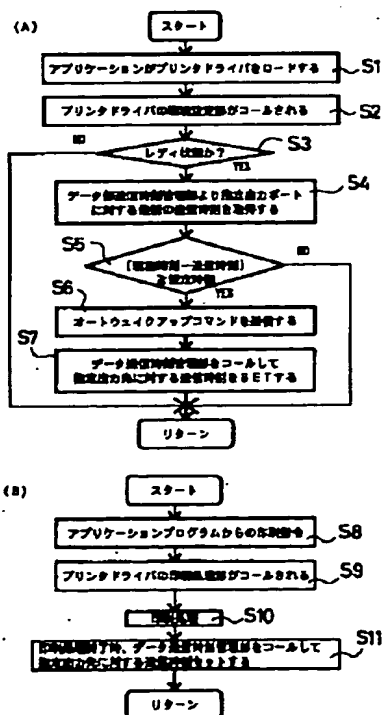 (A)
スタート
アプリケーションがプリンタドライバをロードする
S1
プリンタドライバの環境設定部がコールされる
S2
NO
レディ状態か?
S3
YES
データ部送信時刻管理部より指定出力ポート
に対する最新の送信時刻を取得する
S4
S5
NO
[現在時刻-送信時刻]
≧設定時間
YES
S6
オートウェイクアップコマンドを送信する
S7
データ送信時刻管理部をコールして
指定出力先に対する送信時刻をSETする
リターン
(B)
スタート
アプリケーションプログラムからの印刷指令
S8
プリンタドライバの印刷処理部がコールされる
S9
印刷処理
S10
印刷処理終了時、データ送信時刻管理部をコールして
指定出力先に対する送信時刻セットする
S11
リターン